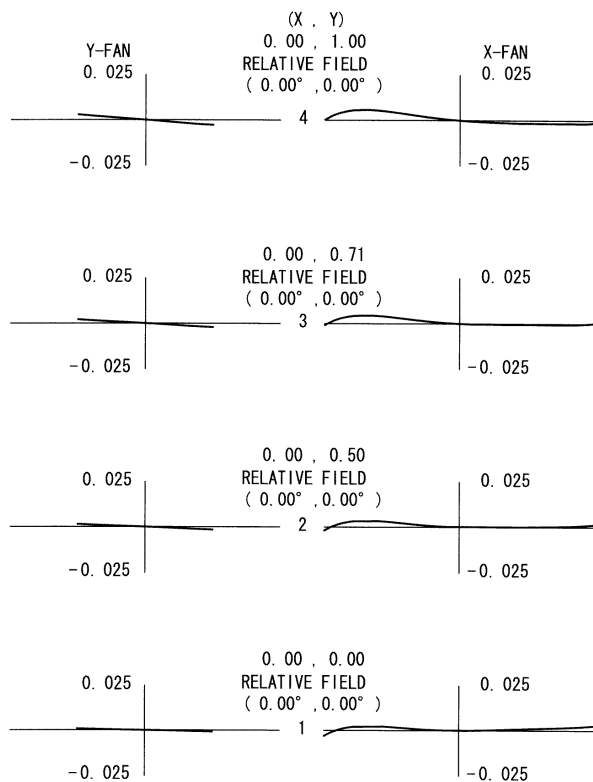 (X , Y)
0.00 , 1.00
Y-FAN
RELATIVE FIELD
X-FAN
0.025
( 0.00° ,0.00° )
0.025
4
-0.025
-0.025
0.00 , 0.71
0.025
RELATIVE FIELD
0.025
( 0.00° ,0.00° )
3
-0.025
-0.025
0.00 , 0.50
0.025
RELATIVE FIELD
0.025
( 0.00° ,0.00° )
2
-0.025
-0.025
0.00 , 0.00
0.025
RELATIVE FIELD
0.025
( 0.00° ,0.00° )
1
-0.025
-0.025